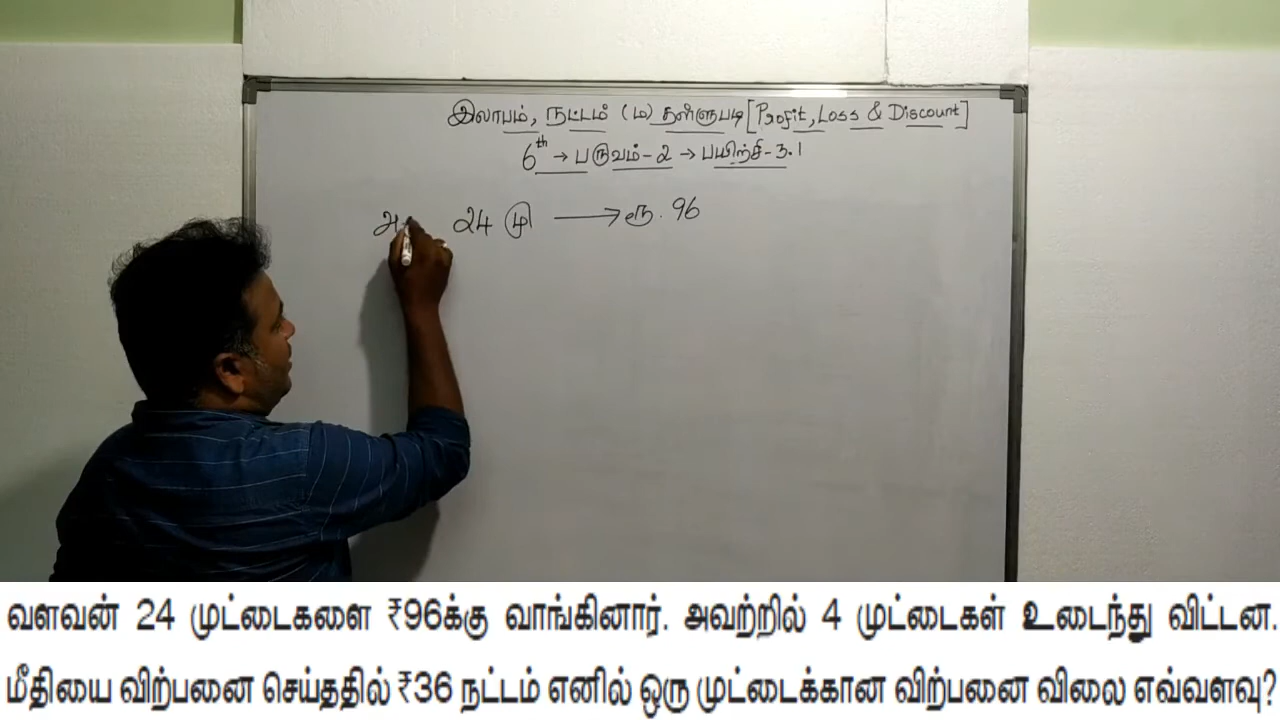 இலாபம், நட்டம் (ம) தள்ளுபடி [Profit, Loss & Discount]
6th → பருவம்-2 → பயிற்சி-3.1
அ 24 மு → ரூ. 96
வளவன் 24 முட்டைகளை ₹96க்கு வாங்கினார். அவற்றில் 4 முட்டைகள் உடைந்து விட்டன.
மீதியை விற்பனை செய்ததில் ₹36 நட்டம் எனில் ஒரு முட்டைக்கான விற்பனை விலை எவ்வளவு?